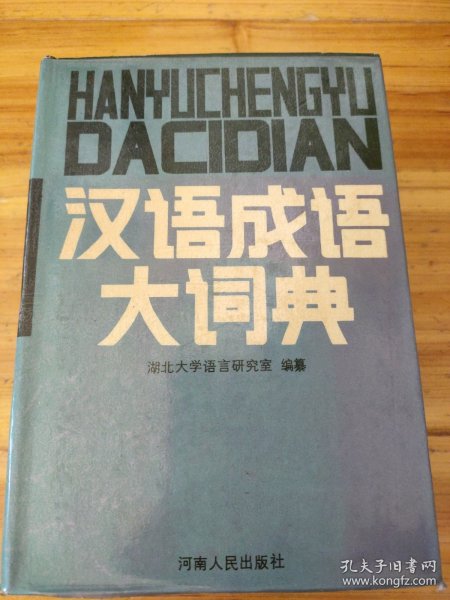 HANYUCHENGYU
DACIDIAN
汉语成语
大词典
湖北大学语言研究室 编纂
河南人民出版社
孔夫子旧书网
www.kongfz.com